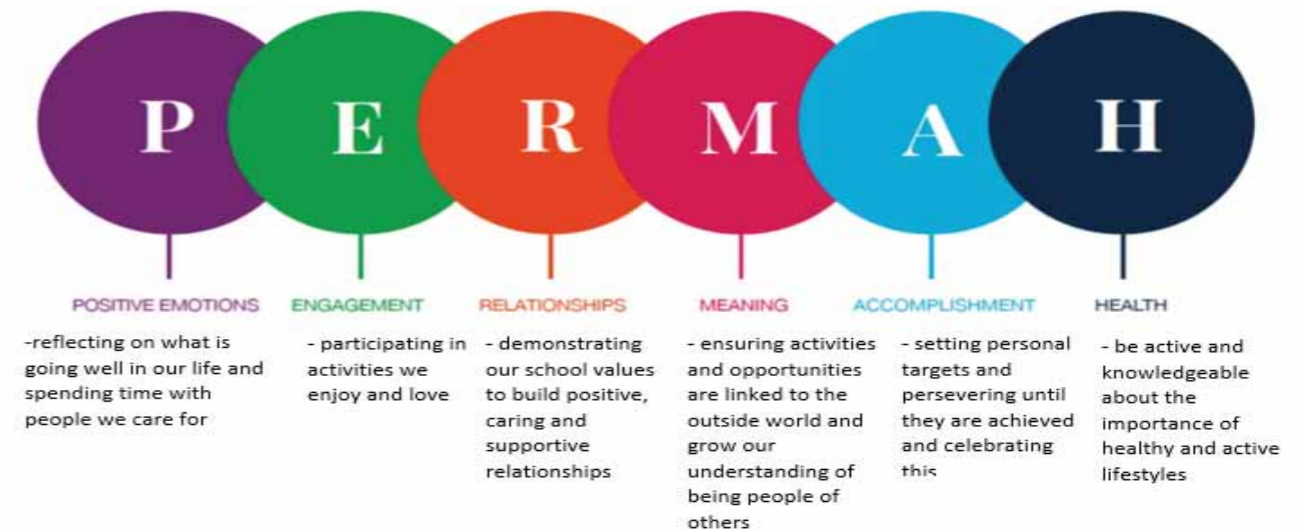 P E R M A H
POSITIVE EMOTIONS
-reflecting on what is
going well in our life and
spending time with
people we care for
ENGAGEMENT
- participating in
activities we
enjoy and love
RELATIONSHIPS
- demonstrating
our school values
to build positive,
caring and
supportive
relationships
MEANING
- ensuring activities
and opportunities
are linked to the
outside world and
grow our
understanding of
being people of
others
ACCOMPLISHMENT
- setting personal
targets and
persevering until
they are achieved
and celebrating
this
HEALTH
- be active and
knowledgeable
about the
importance of
healthy and active
lifestyles